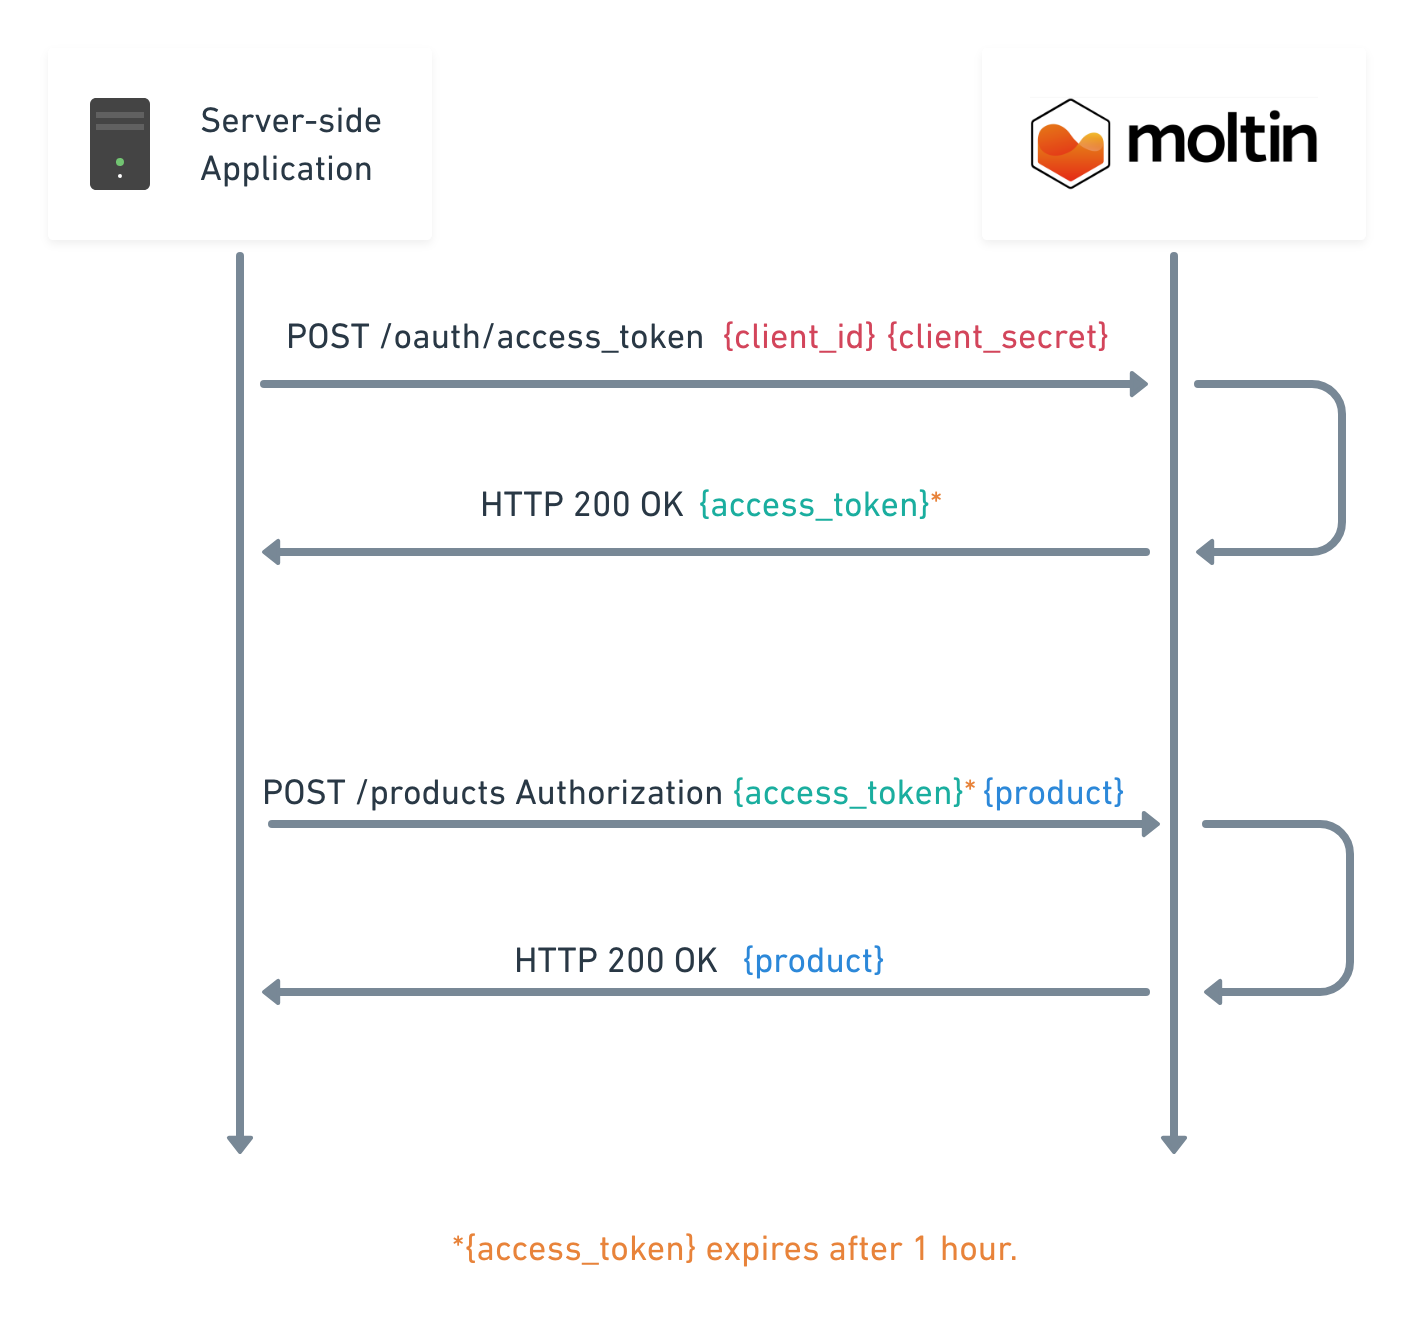 Server-side
Application
moltin
POST /oauth/access_token {client_id} {client_secret}
HTTP 200 OK {access_token}*
POST /products Authorization {access_token}* {product}
HTTP 200 OK {product}
*{access_token} expires after 1 hour.